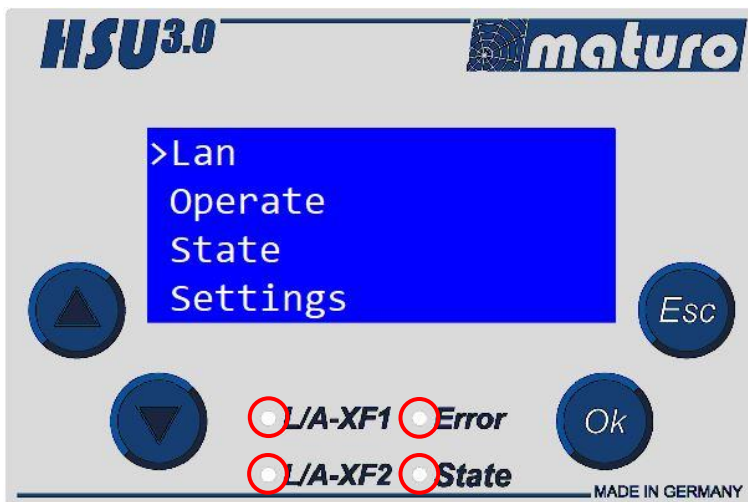 HSU3.0
maturo
>Lan
Operate
State
Settings
Esc
L/A-XF1 Error
Ok
L/A-XF2 State
MADE IN GERMANY